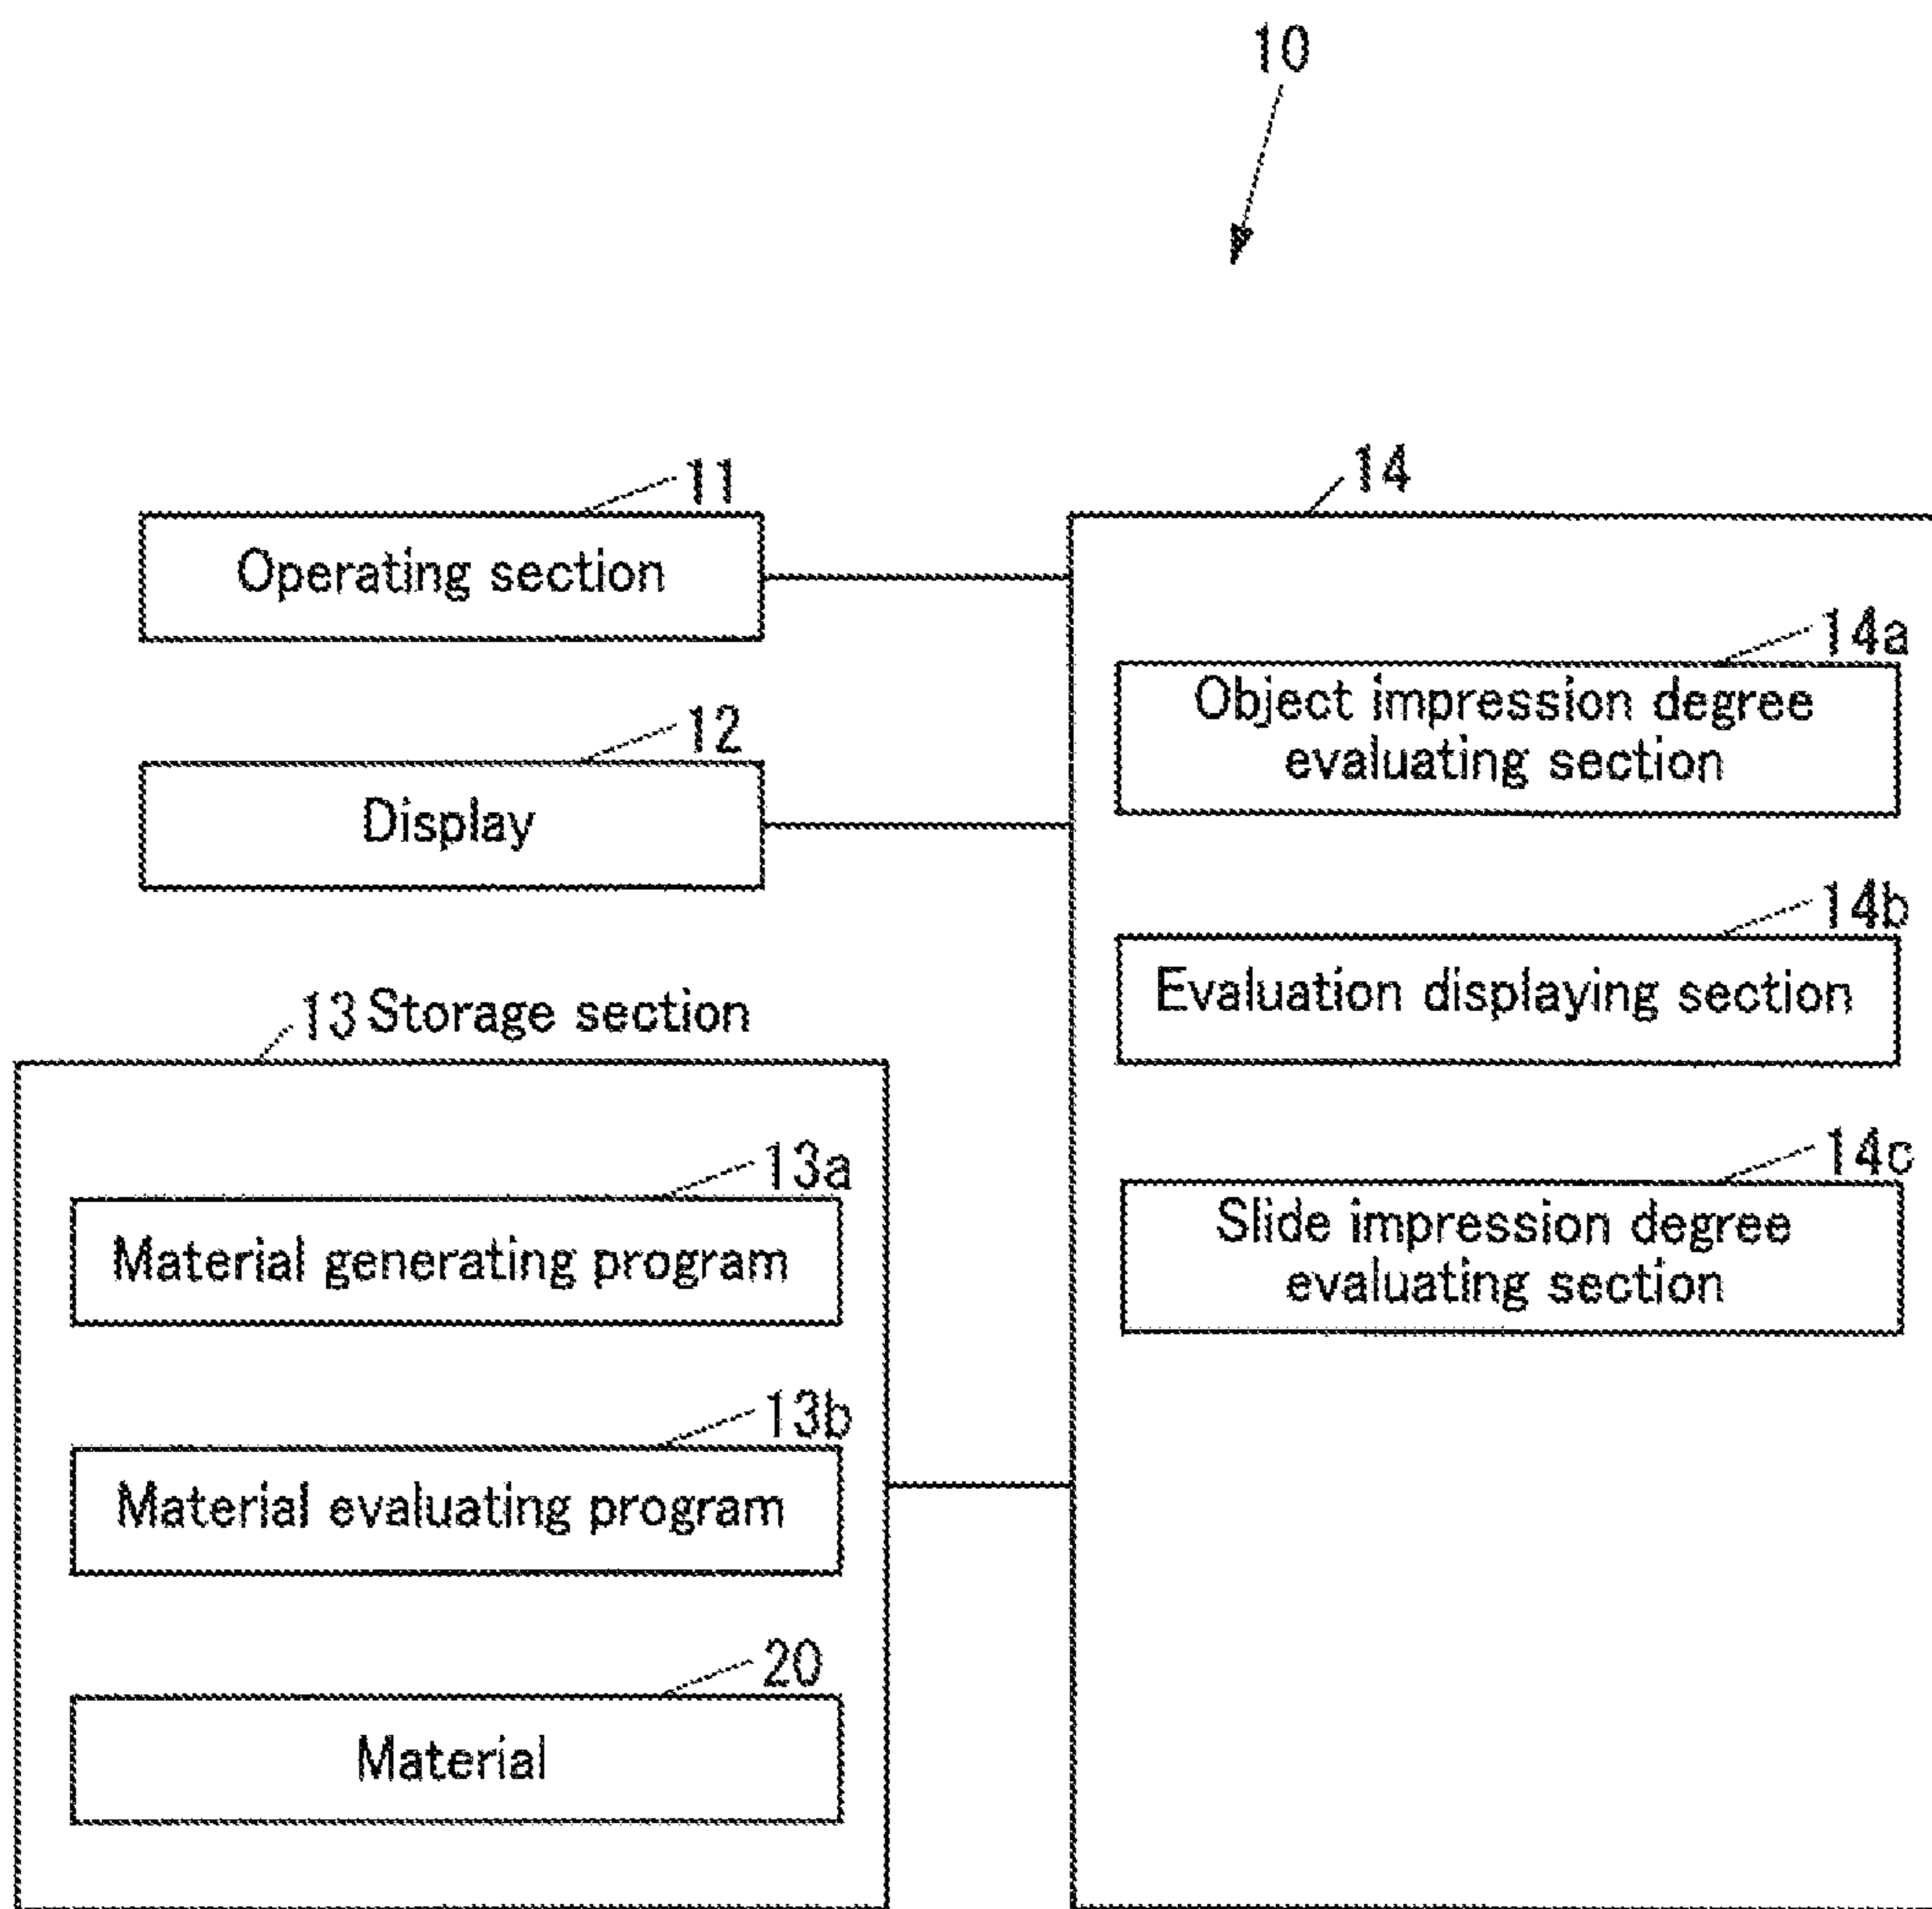 10
11
Operating section
12
Display
13 Storage section
13a
Material generating program
13b
Material evaluating program
20
Material
14
14a
Object impression degree
evaluating section
14b
Evaluation displaying section
14c
Slide impression degree
evaluating section